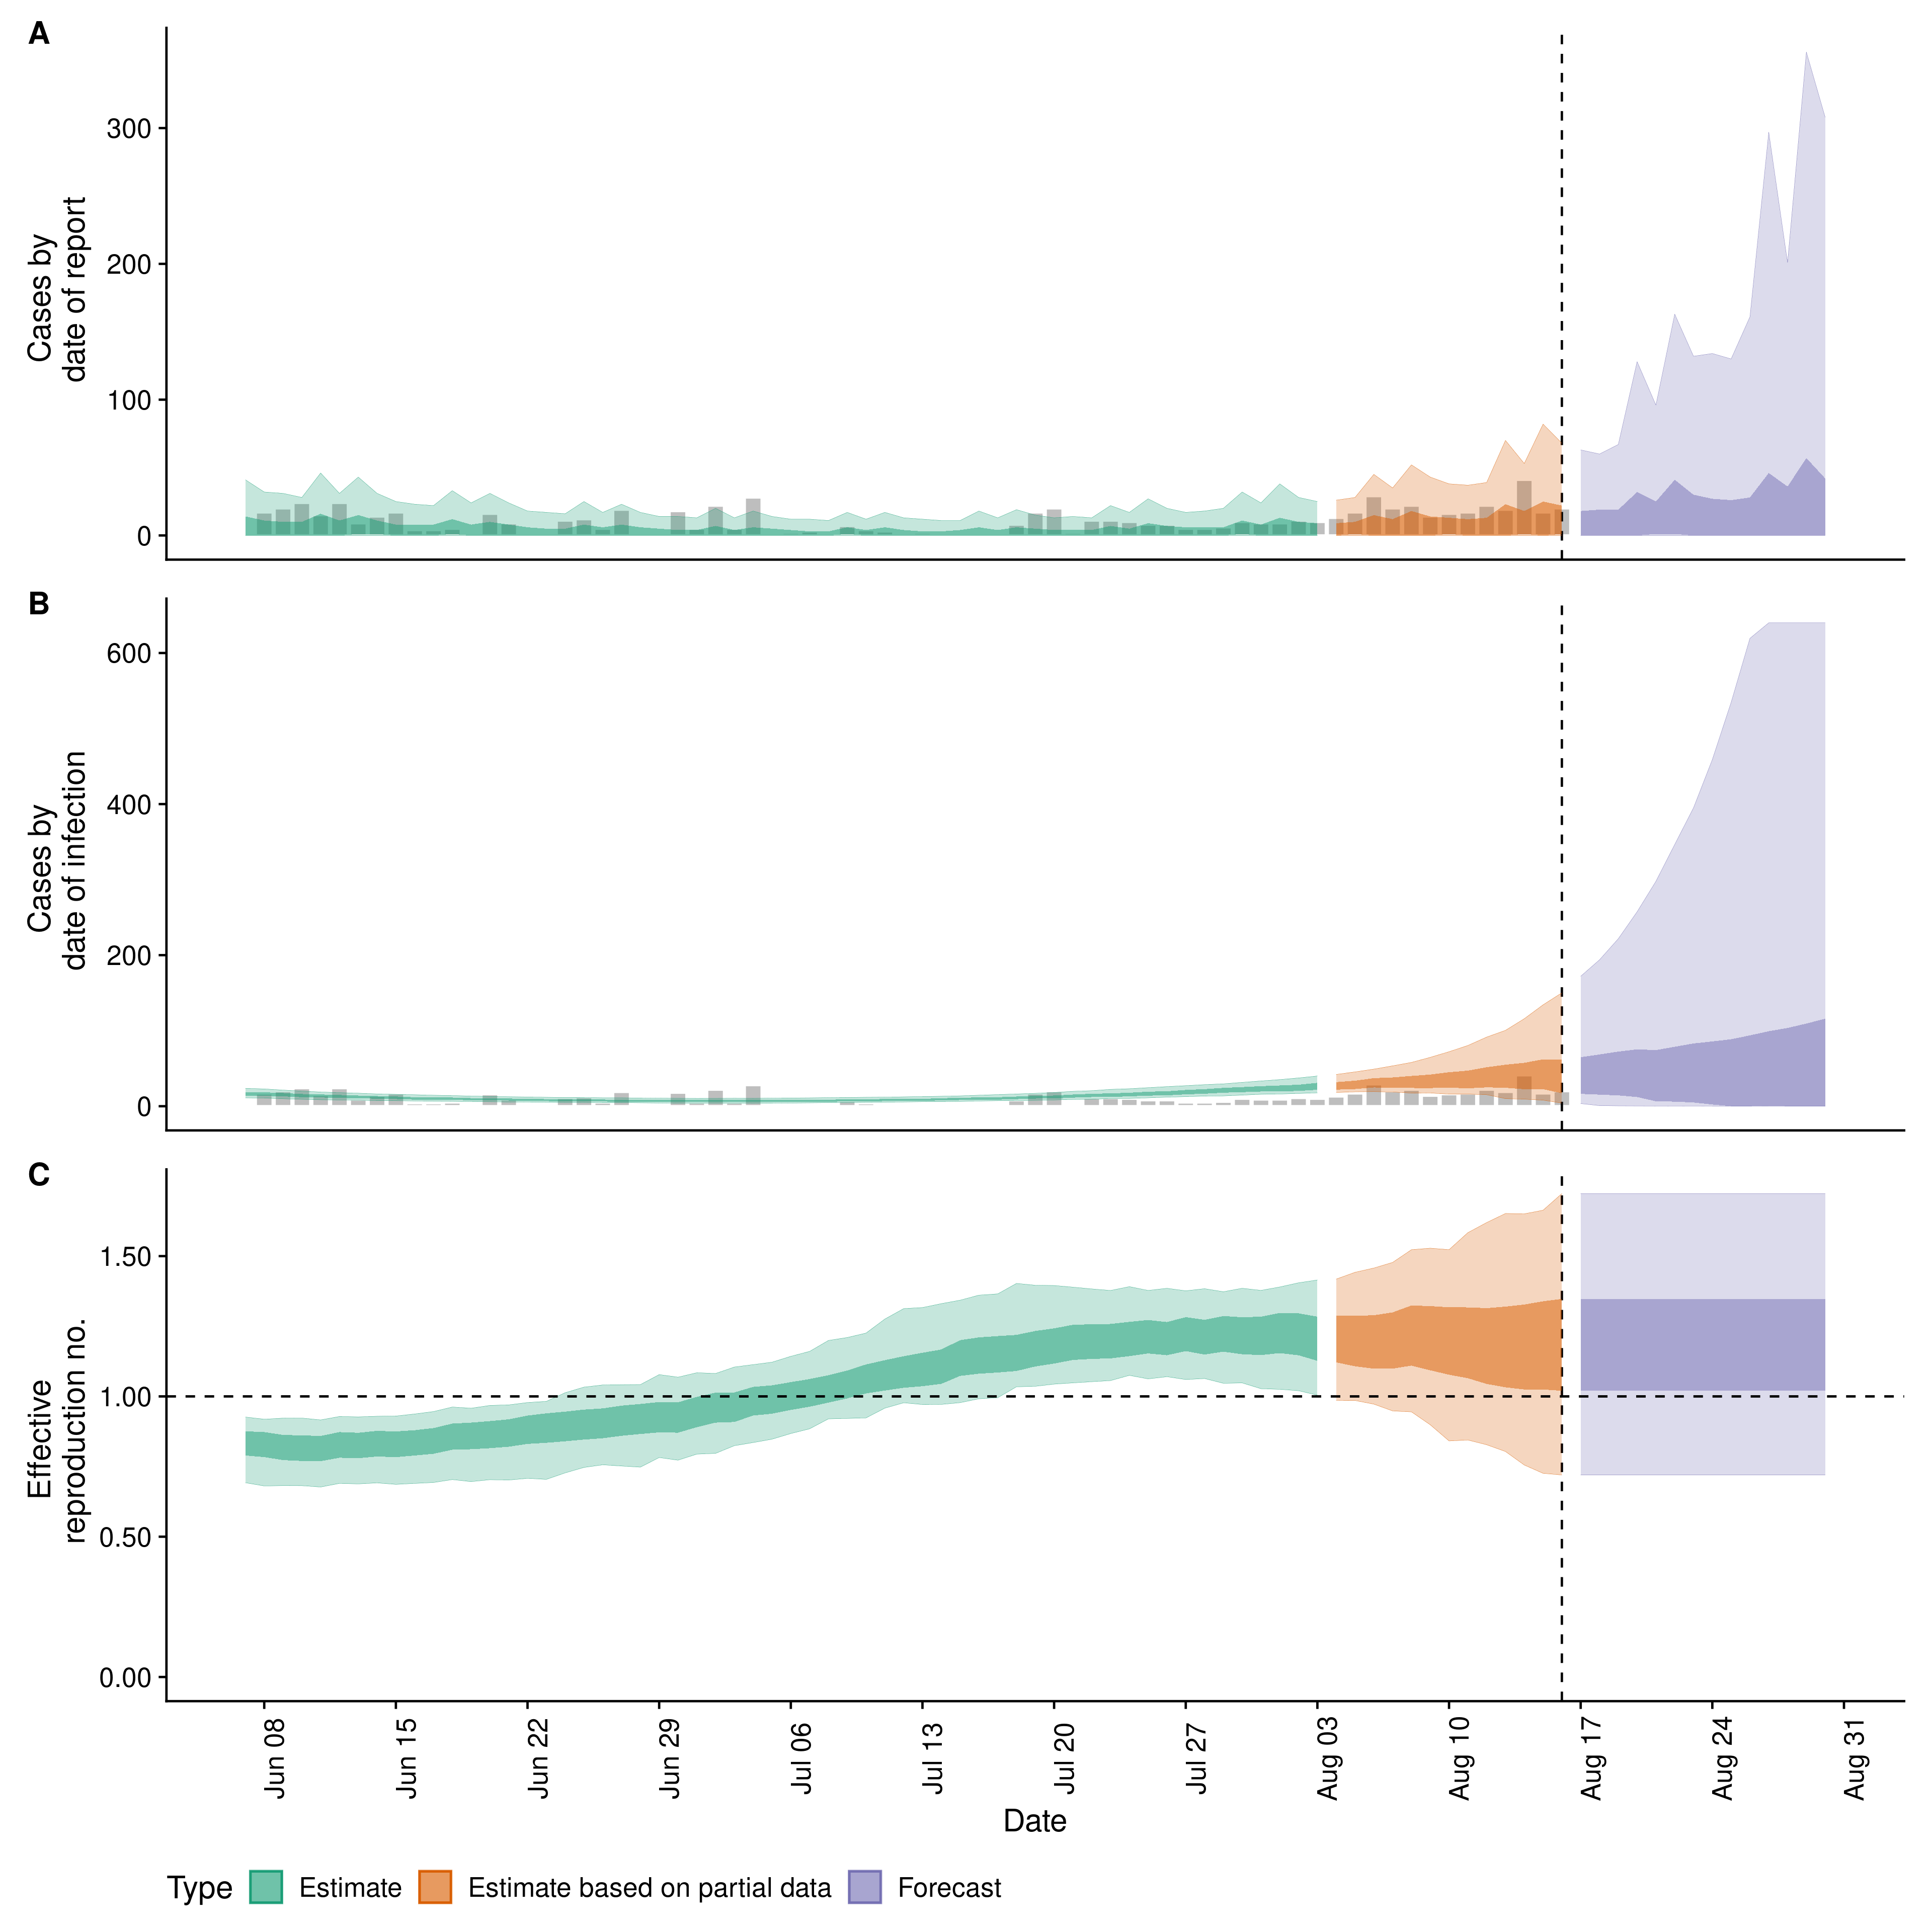 A
Cases by
date of report
300
200
100
0
B
Cases by
date of infection
600
400
200
0
C
Effective
reproduction no.
1.50
1.00
0.50
0.00
Jun 08
Jun 15
Jun 22
Jun 29
Jul 06
Jul 13
Jul 20
Jul 27
Aug 03
Aug 10
Aug 17
Aug 24
Aug 31
Date
Type Estimate Estimate based on partial data Forecast